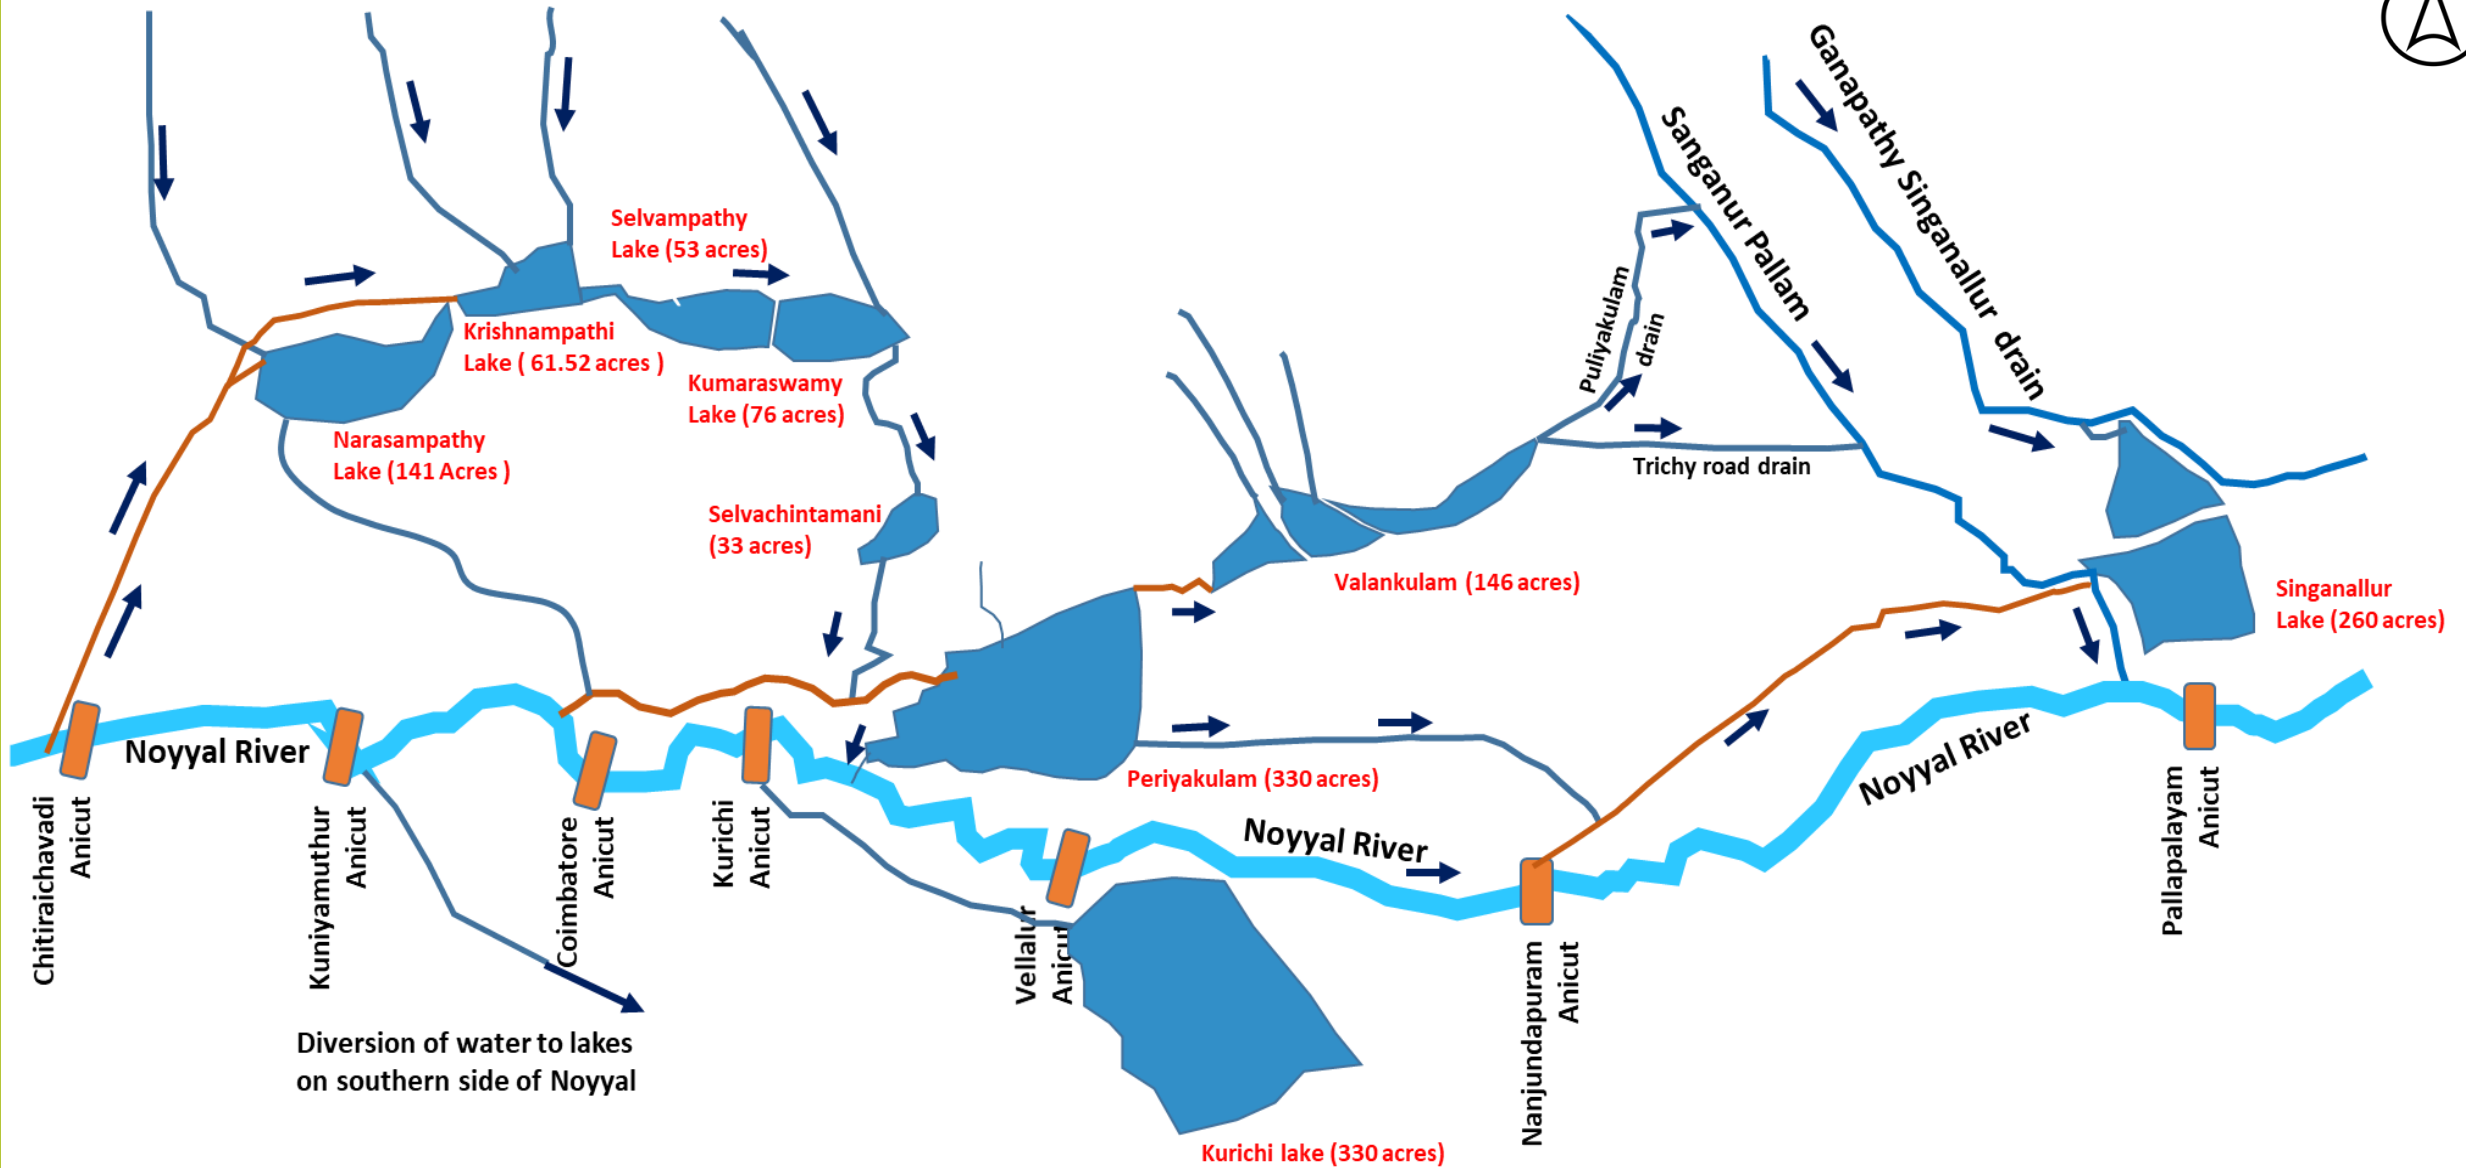 Ganapathy Singanallur drain
Sanganur Pallam
Selvampathy
Lake (53 acres)
Krishnampathi
Lake ( 61.52 acres )
Kumaraswamy
Lake (76 acres)
Narasampathy
Lake (141 Acres )
Puliyakulam
drain
Trichy road drain
Selvachintamani
(33 acres)
Valankulam (146 acres)
Singanallur
Lake (260 acres)
Noyyal River
Periyakulam (330 acres)
Noyyal River
Noyyal River
Chitiraichavadi
Anicut
Kuniyamuthur
Anicut
Coimbatore
Anicut
Kurichi
Anicut
Vellalur
Anicut
Nanjundapuram
Anicut
Pallapalayam
Anicut
Diversion of water to lakes
on southern side of Noyyal
Kurichi lake (330 acres)